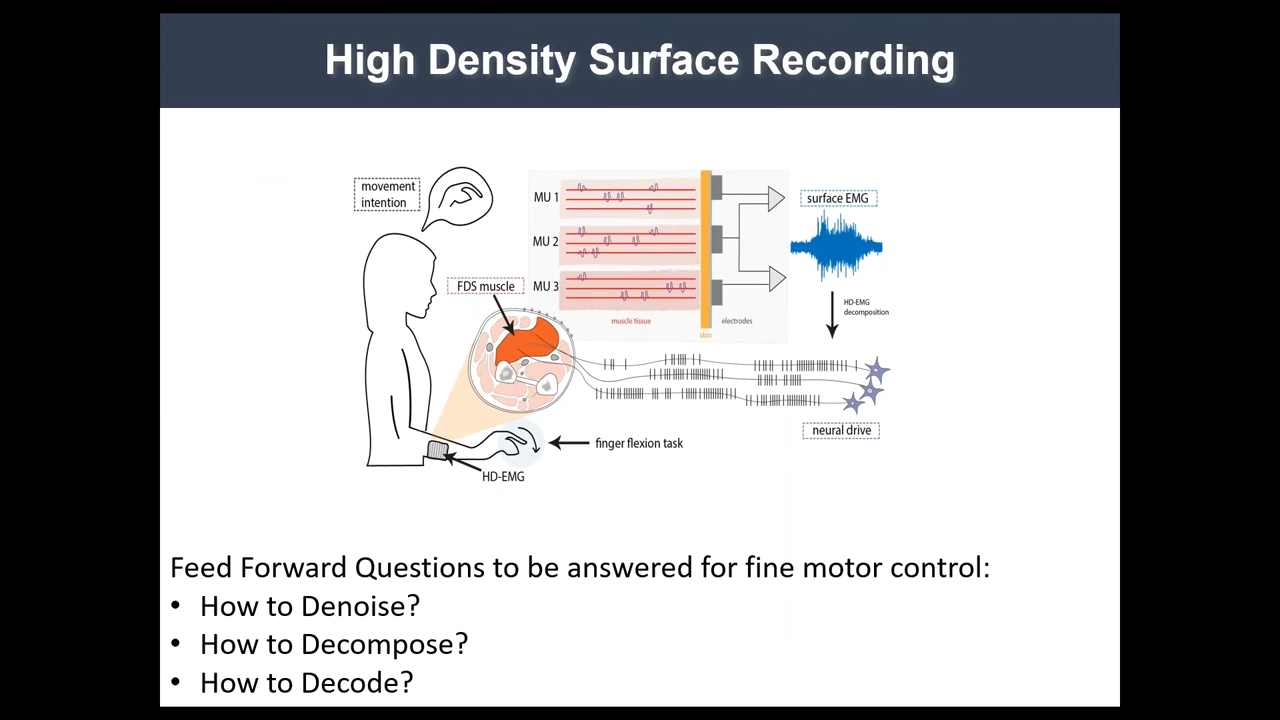 High Density Surface Recording
movement
intention
MU 1
MU 2
MU 3
muscle tissue
skin
electrodes
surface EMG
HD-EMG
decomposition
FDS muscle
neural drive
finger flexion task
HD-EMG
Feed Forward Questions to be answered for fine motor control:
• How to Denoise?
• How to Decompose?
• How to Decode?